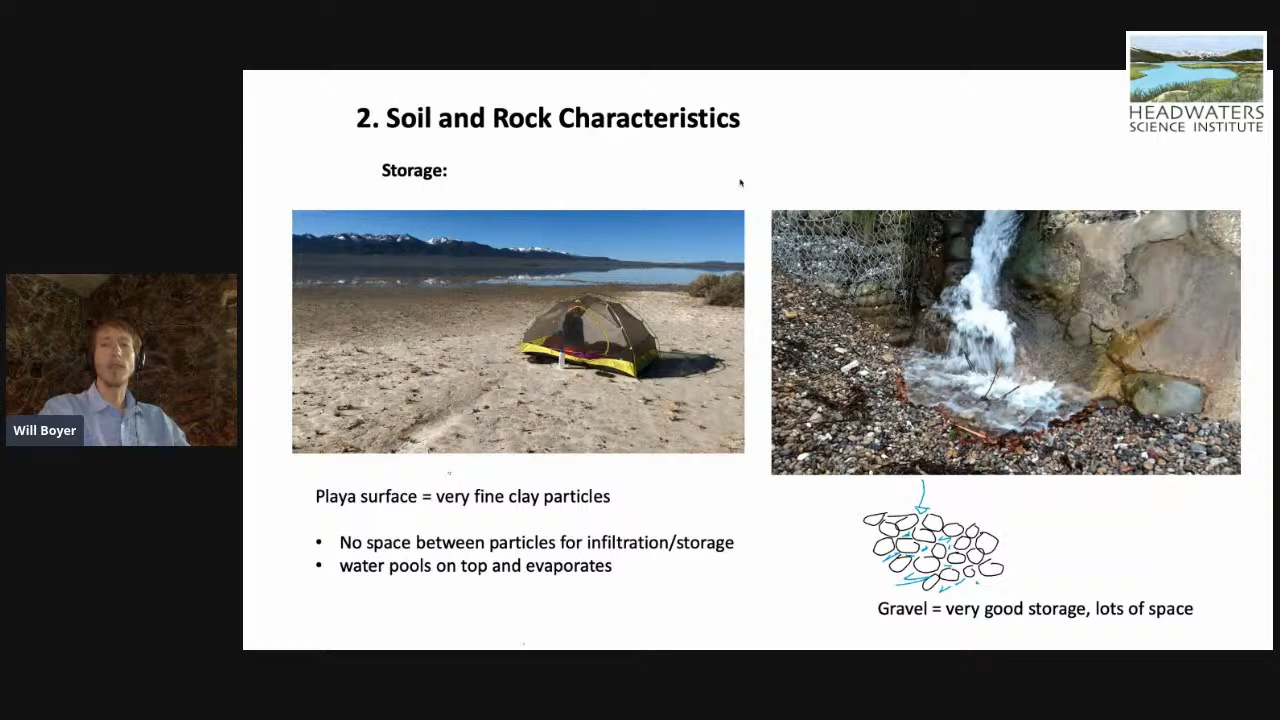 HEADWATERS
SCIENCE INSTITUTE
2. Soil and Rock Characteristics
Storage:
Will Boyer
Playa surface = very fine clay particles
• No space between particles for infiltration/storage
• water pools on top and evaporates
Gravel = very good storage, lots of space